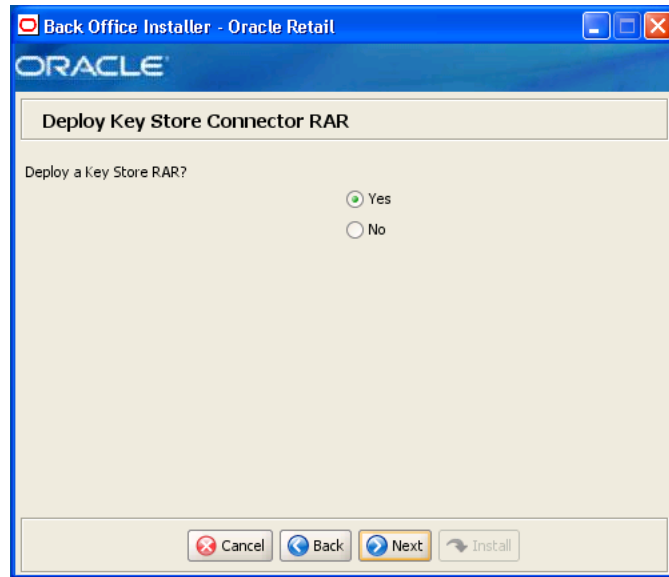 Back Office Installer - Oracle Retail
ORACLE
Deploy Key Store Connector RAR
Deploy a Key Store RAR?
Yes
No
Cancel
Back
Next
Install